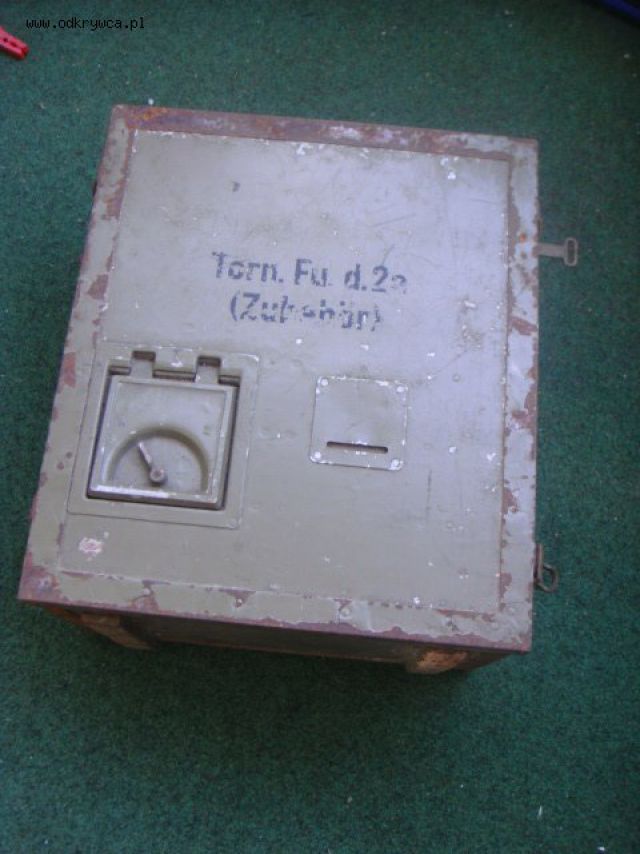 www.odkrywca.pl
Torn. Fu. d.2a
(Zubehör)